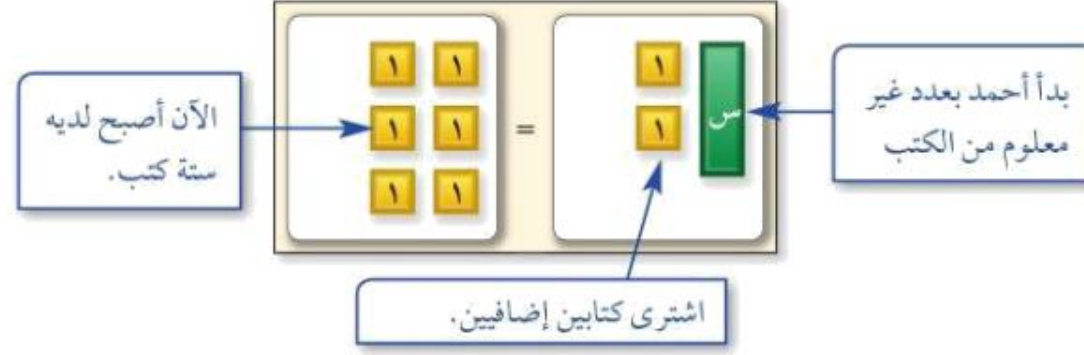 بدأ أحمد بعدد غير
معلوم من الكتب
س
١
١
=
١ ١
١ ١
١ ١
الآن أصبح لديه
ستة كتب.
اشترى كتابين إضافيين.